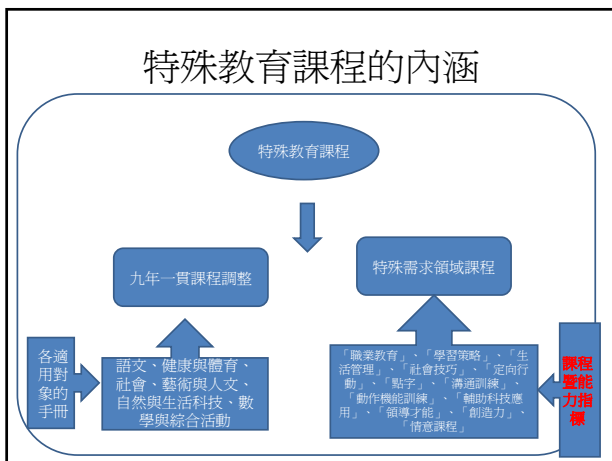 特殊教育課程的內涵
特殊教育課程
九年一貫課程調整
特殊需求領域課程
各適
用對
象的
手冊
語文、健康與體育、
社會、藝術與人文、
自然與生活科技、數
學與綜合活動
「職業教育」、「學習策略」、「生
活管理」、「社會技巧」、「定向行
動」、「點字」、「溝通訓練」、
「動作機能訓練」、「輔助科技應
用」、「領導才能」、「創造力」、
「情意課程」
課程
暨能
力指
標